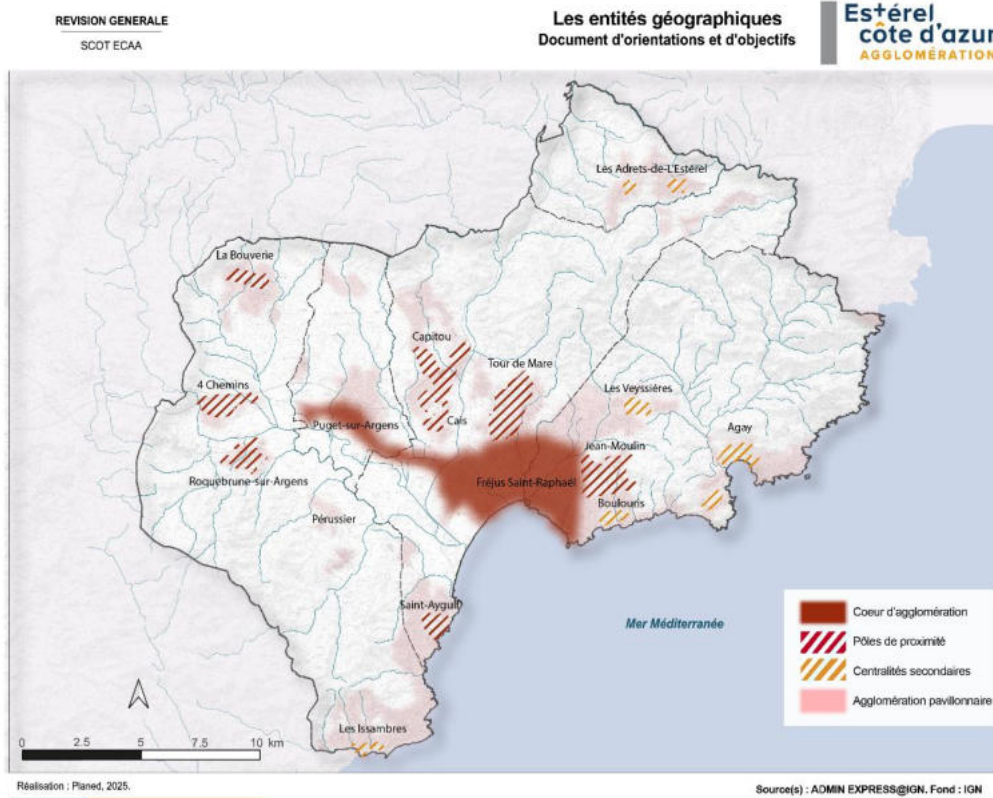 REVISION GENERALE
SCOT ECAA
Les entités géographiques
Document d'orientations et d'objectifs
Estérel
côte d'azur
AGGLOMÉRATION
Les Adrets-de-L'Estérel
La Bouverie
Capitou
Tour de Mare
4 Chemins
Les Veyssières
Puget-sur-Argens
Cais
Agay
Jean-Moulin
Roquebrune-sur-Argens
Fréjus Saint-Raphaël
Boulouris
Pérussier
Saint-Aygulf
Mer Méditerranée
Les Issambres
Coeur d'agglomération
Pôles de proximité
Centralités secondaires
Agglomération pavillonnaire
0 2.5 5 7.5 10 km
Réalisation : Planed, 2025.
Source(s) : ADMIN EXPRESS@IGN. Fond : IGN